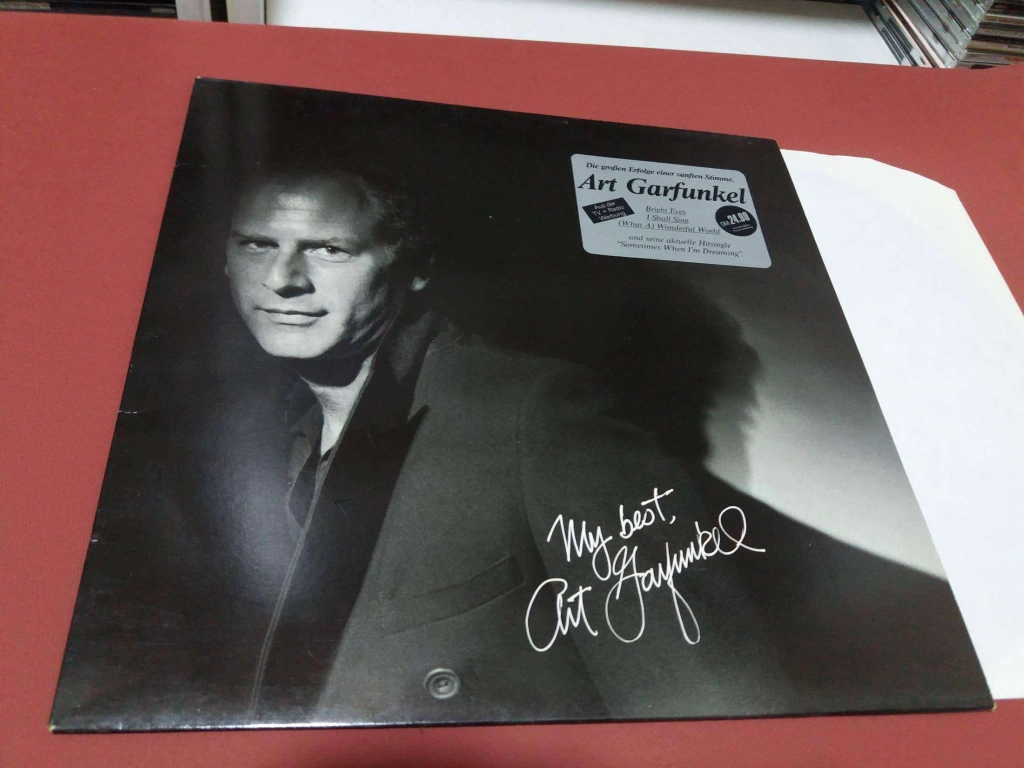 Die großen Erfolge einer sanften Stimme.
Art Garfunkel
Aus der
TV + Radio
Werbung
Bright Eyes
I Shall Sing
(What A) Wonderful World
DM 24.90
und seine aktuelle Hitsingle
"Sometimes When I'm Dreaming".
My best,
Art Garfunkel